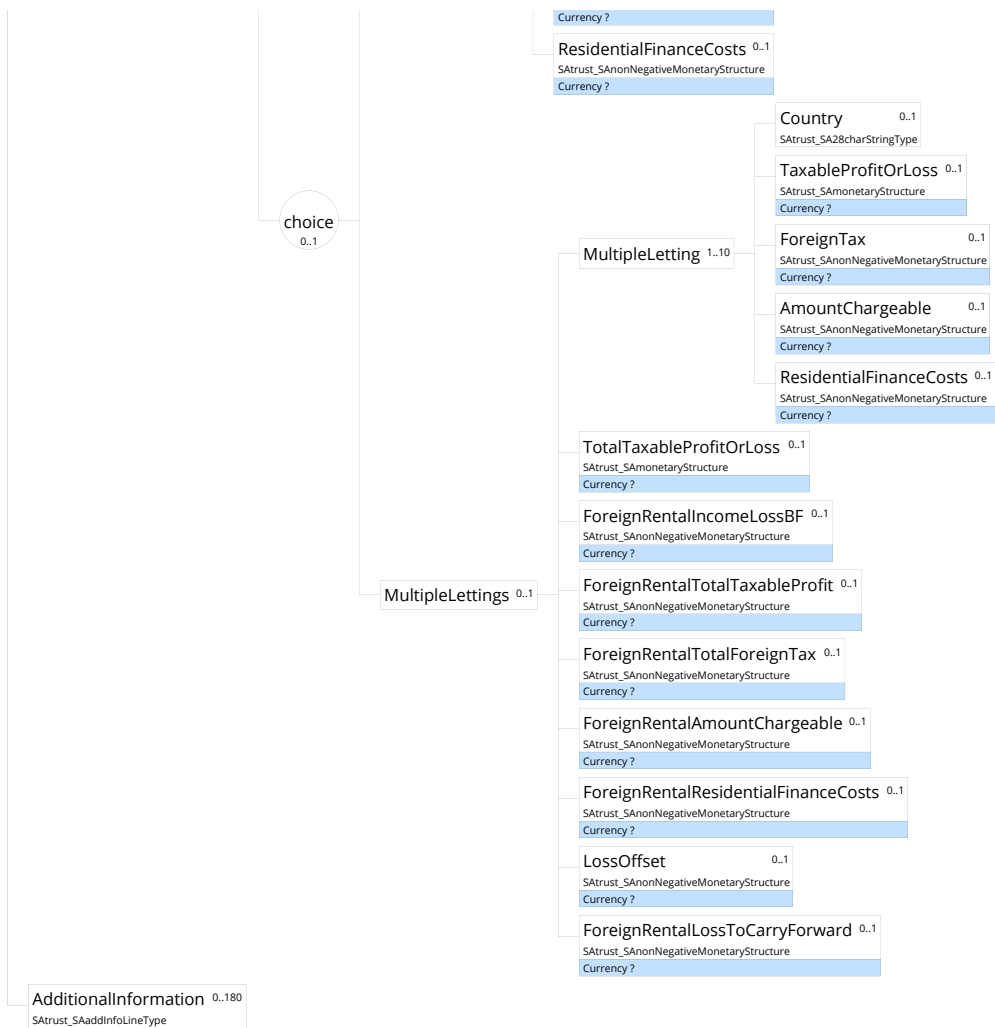 Currency ?
ResidentialFinanceCosts 0..1
SAtrust_SAnonNegativeMonetaryStructure
Currency ?
Country 0..1
SAtrust_SA28charStringType
TaxableProfitOrLoss 0..1
SAtrust_SAmonetaryStructure
Currency ?
choice
0..1
MultipleLetting 1..10
ForeignTax 0..1
SAtrust_SAnonNegativeMonetaryStructure
Currency ?
AmountChargeable 0..1
SAtrust_SAnonNegativeMonetaryStructure
Currency ?
ResidentialFinanceCosts 0..1
SAtrust_SAnonNegativeMonetaryStructure
Currency ?
TotalTaxableProfitOrLoss 0..1
SAtrust_SAmonetaryStructure
Currency ?
ForeignRentalIncomeLossBF 0..1
SAtrust_SAnonNegativeMonetaryStructure
Currency ?
MultipleLettings 0..1
ForeignRentalTotalTaxableProfit 0..1
SAtrust_SAnonNegativeMonetaryStructure
Currency ?
ForeignRentalTotalForeignTax 0..1
SAtrust_SAnonNegativeMonetaryStructure
Currency ?
ForeignRentalAmountChargeable 0..1
SAtrust_SAnonNegativeMonetaryStructure
Currency ?
ForeignRentalResidentialFinanceCosts 0..1
SAtrust_SAnonNegativeMonetaryStructure
Currency ?
LossOffset 0..1
SAtrust_SAnonNegativeMonetaryStructure
Currency ?
ForeignRentalLossToCarryForward 0..1
SAtrust_SAnonNegativeMonetaryStructure
Currency ?
AdditionalInformation 0..180
SAtrust_SAaddInfoLineType